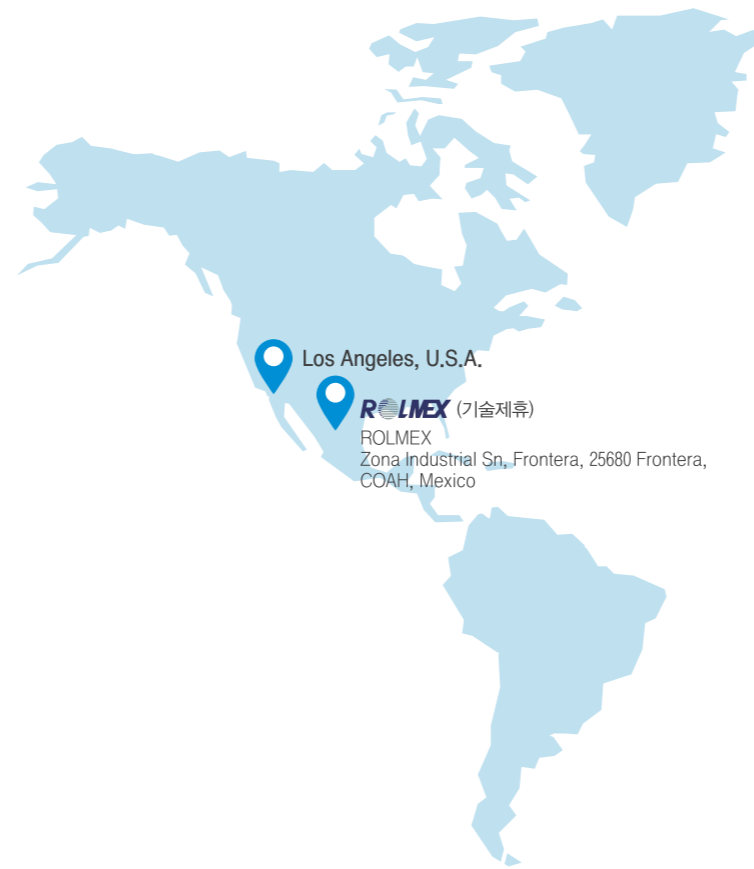 Los Angeles, U.S.A.
ROLMEX (기술제휴)
ROLMEX
Zona Industrial Sn, Frontera, 25680 Frontera,
COAH, Mexico